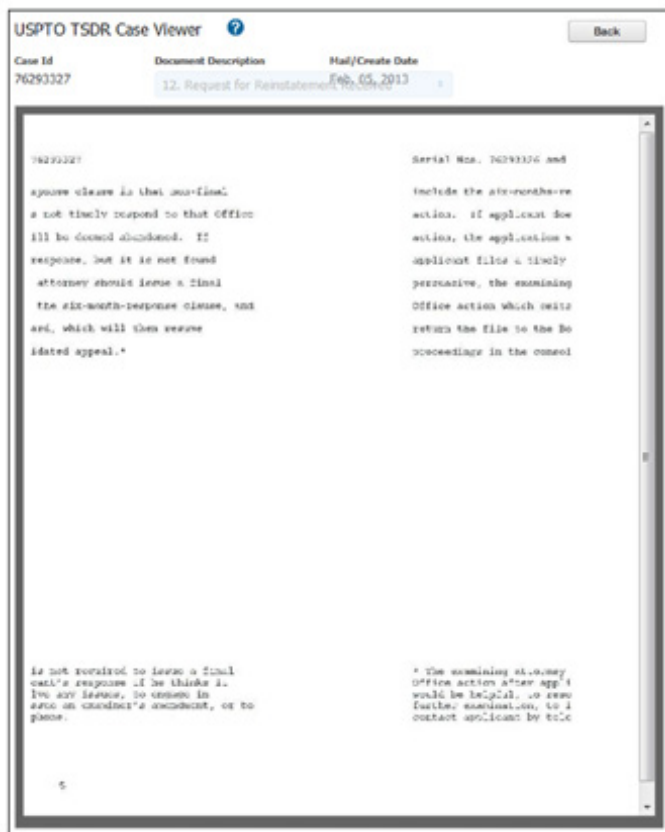 USPTO TSDR Case Viewer ?
Back
Case Id Document Description Mail/Create Date
76293327 12. Request for Reinstatement Received Feb. 05, 2013
76293327
spouse clause is that non-final
s not timely respond to that Office
ill be deemed abandoned. If
response, but it is not found
attorney should issue a final
the six-month-response clause, and
ard, which will then resume
idated appeal.*
Serial Nos. 76293326 and
include the six-months-re
action. If applicant doe
action, the application w
applicant files a timely
persuasive, the examining
Office action which omits
return the file to the Bo
proceedings in the consol
is not required to issue a final
cant's response if he thinks it
lve any issues, to engage in
ssue an examiner's amendment, or to
phone.
* The examining attorney
Office action after appli
would be helpful, to reso
further examination, to i
contact applicant by tele
5